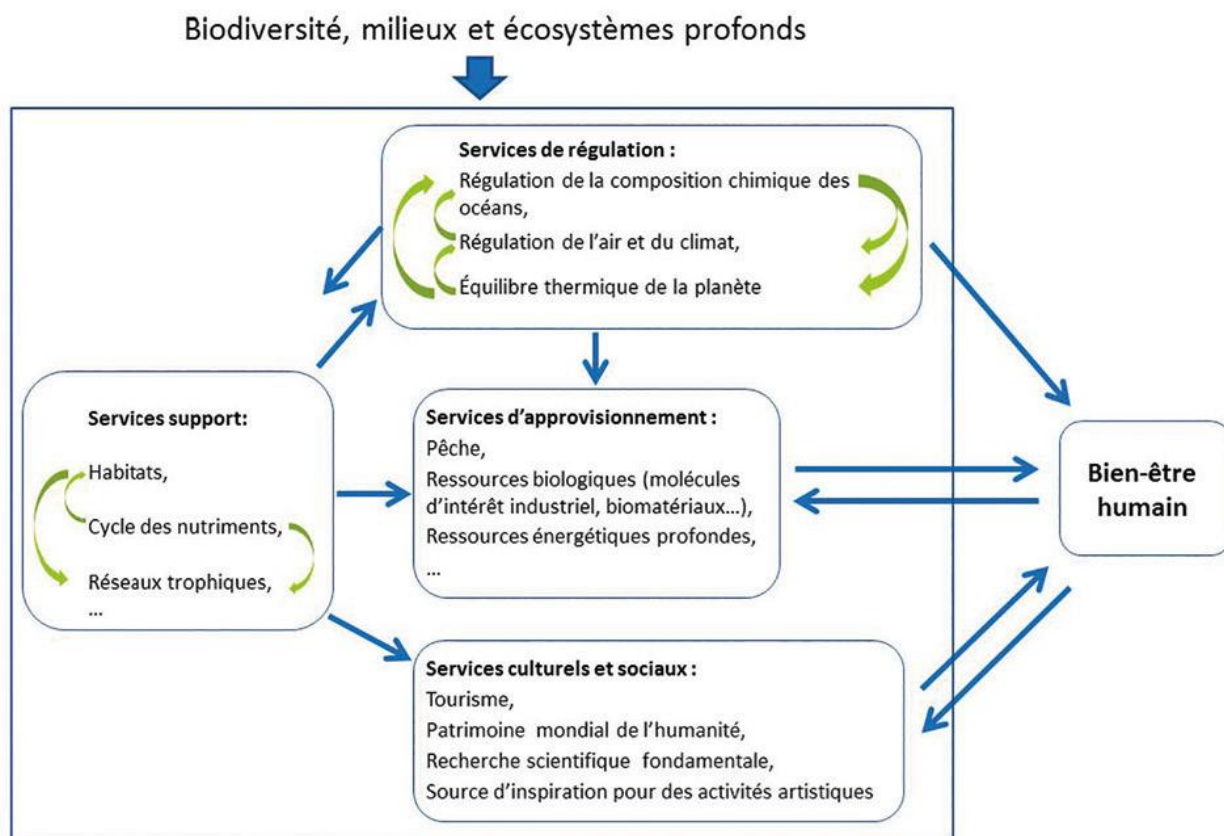 Biodiversité, milieux et écosystèmes profonds
Services de régulation :
Régulation de la composition chimique des
océans,
Régulation de l'air et du climat,
Équilibre thermique de la planète
Services support:
Habitats,
Cycle des nutriments,
Réseaux trophiques,
...
Services d'approvisionnement :
Pêche,
Ressources biologiques (molécules
d'intérêt industriel, biomatériaux...),
Ressources énergétiques profondes,
...
Bien-être
humain
Services culturels et sociaux :
Tourisme,
Patrimoine mondial de l'humanité,
Recherche scientifique fondamentale,
Source d'inspiration pour des activités artistiques